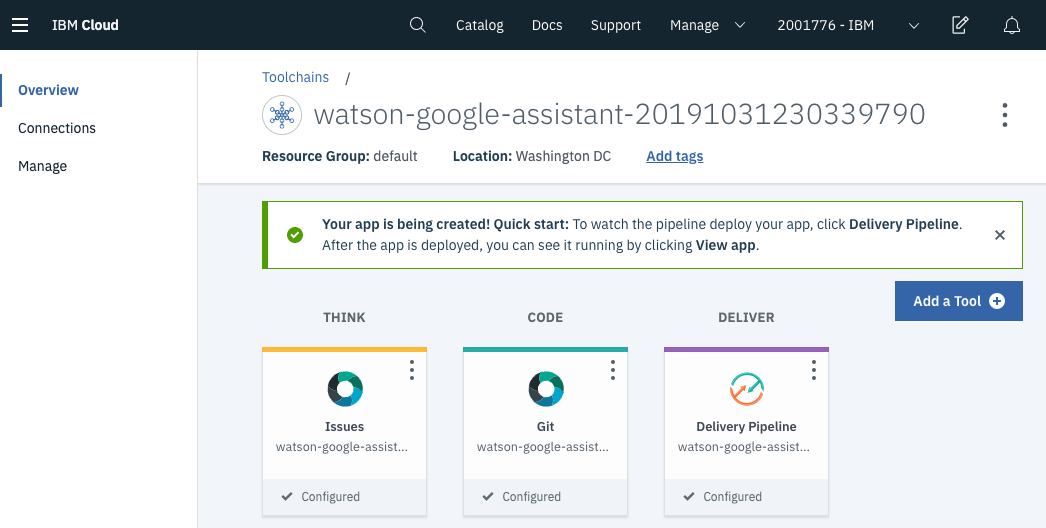 IBM Cloud Catalog Docs Support Manage 2001776 - IBM
Overview
Connections
Manage
Toolchains /
watson-google-assistant-20191031230339790
Resource Group: default Location: Washington DC Add tags
Your app is being created! Quick start: To watch the pipeline deploy your app, click Delivery Pipeline.
After the app is deployed, you can see it running by clicking View app.
Add a Tool
THINK CODE DELIVER
Issues Git Delivery Pipeline
watson-google-assist... watson-google-assist... watson-google-assist...
Configured Configured Configured